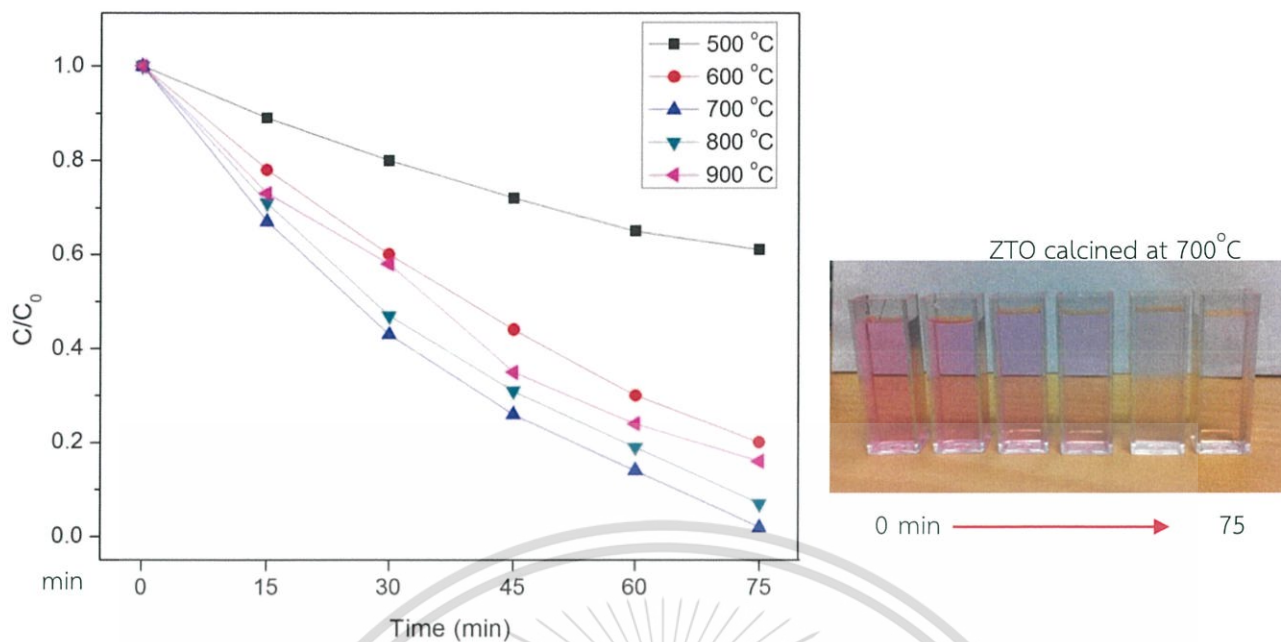 500 °C
600 °C
700 °C
800 °C
900 °C
1.0
0.8
0.6
0.4
0.2
0.0
C/C₀
min
0 15 30 45 60 75
Time (min)
ZTO calcined at 700°C
0 min 75